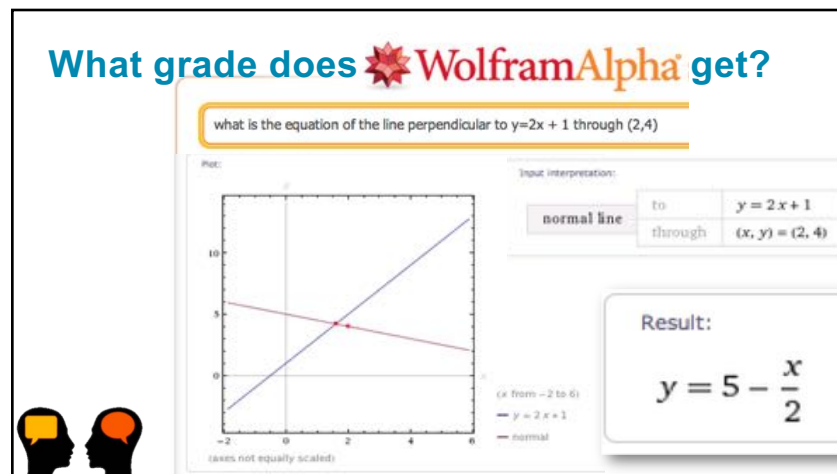 What grade does WolframAlpha get?
what is the equation of the line perpendicular to y=2x + 1 through (2,4)
Plot:
y
10
5
0
-2 0 2 4 6
x
(axes not equally scaled)
(x from -2 to 6)
y = 2 x + 1
normal
Input interpretation:
normal line
to y = 2 x + 1
through (x, y) = (2, 4)
Result:
y = 5 - x/2